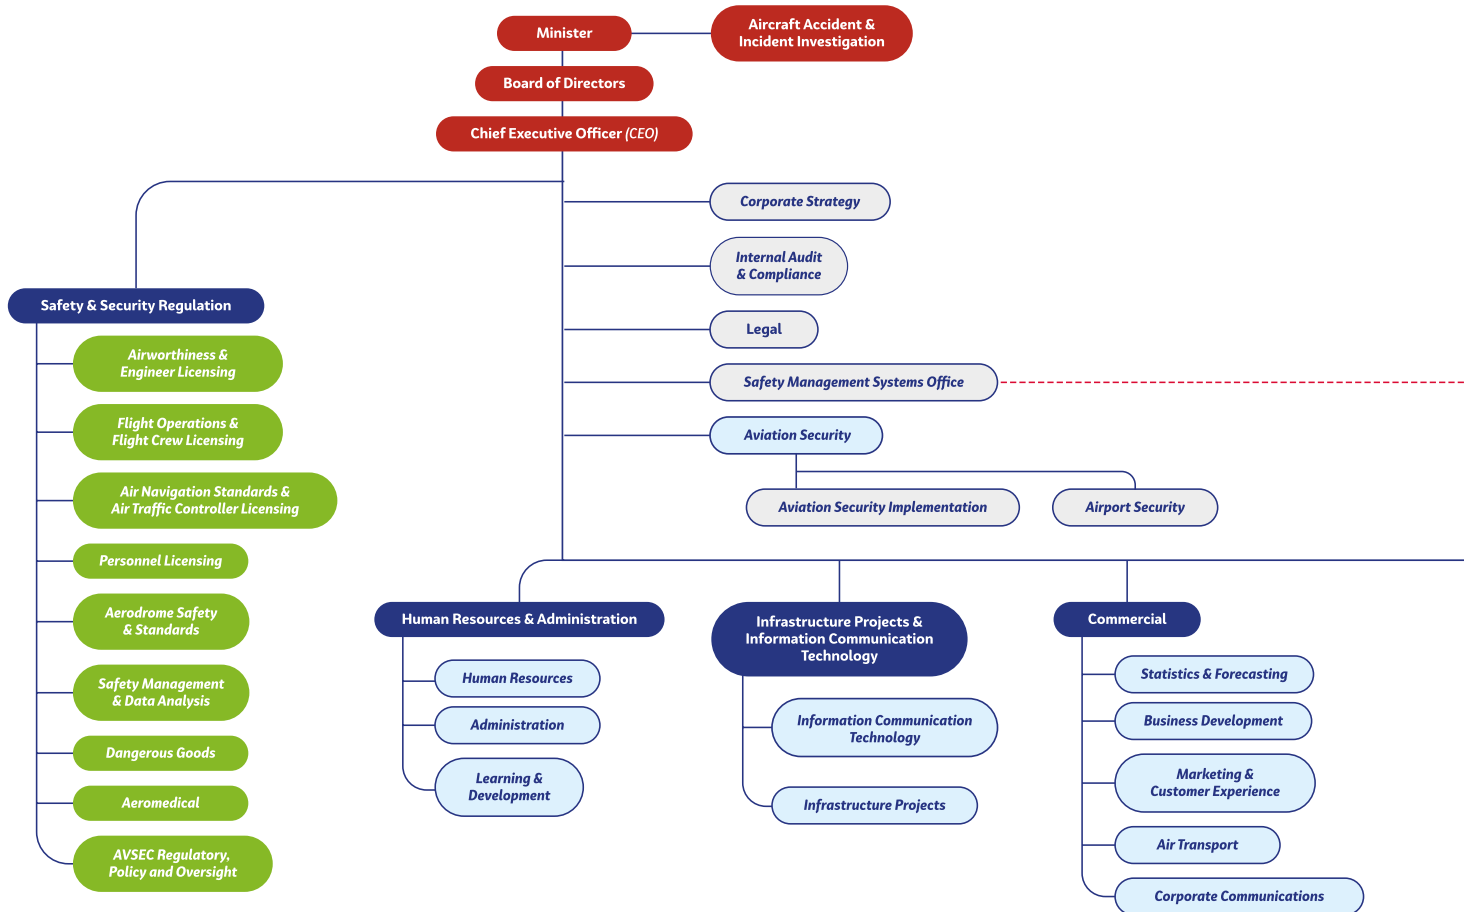 Minister
Aircraft Accident &
Incident Investigation
Board of Directors
Chief Executive Officer (CEO)
Corporate Strategy
Internal Audit
& Compliance
Legal
Safety Management Systems Office
Aviation Security
Aviation Security Implementation
Airport Security
Safety & Security Regulation
Airworthiness &
Engineer Licensing
Flight Operations &
Flight Crew Licensing
Air Navigation Standards &
Air Traffic Controller Licensing
Personnel Licensing
Aerodrome Safety
& Standards
Safety Management
& Data Analysis
Dangerous Goods
Aeromedical
AVSEC Regulatory,
Policy and Oversight
Human Resources & Administration
Human Resources
Administration
Learning &
Development
Infrastructure Projects &
Information Communication
Technology
Information Communication
Technology
Infrastructure Projects
Commercial
Statistics & Forecasting
Business Development
Marketing &
Customer Experience
Air Transport
Corporate Communications